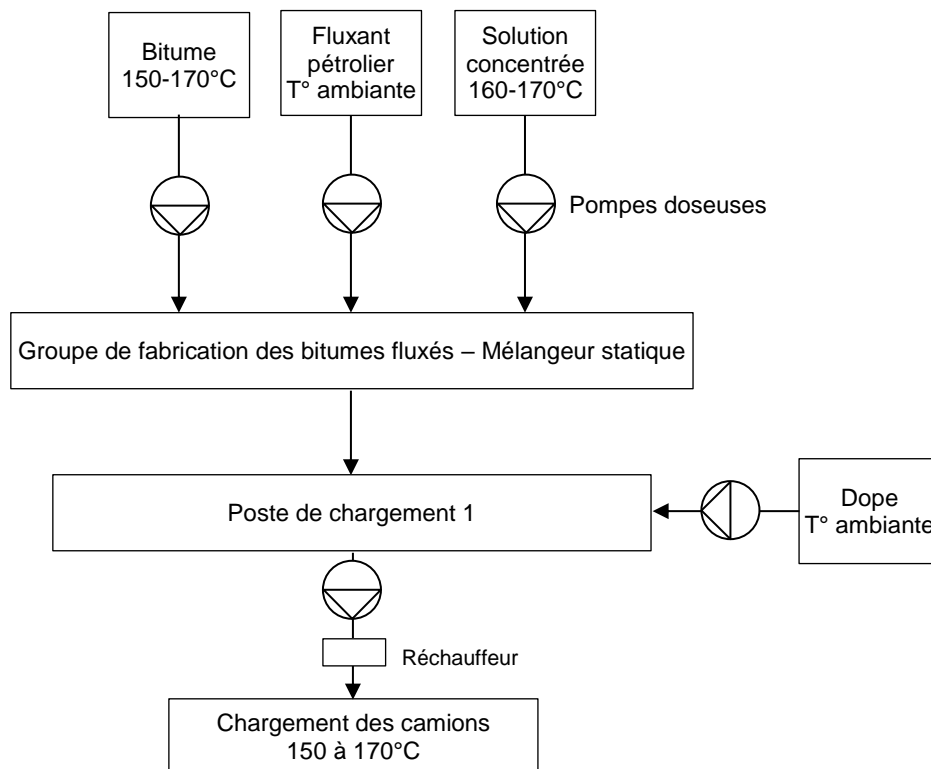 Bitume
150-170°C
Fluxant
pétrolier
T° ambiante
Solution
concentrée
160-170°C
Pompes doseuses
Groupe de fabrication des bitumes fluxés – Mélangeur statique
Poste de chargement 1
Dope
T° ambiante
Réchauffeur
Chargement des camions
150 à 170°C